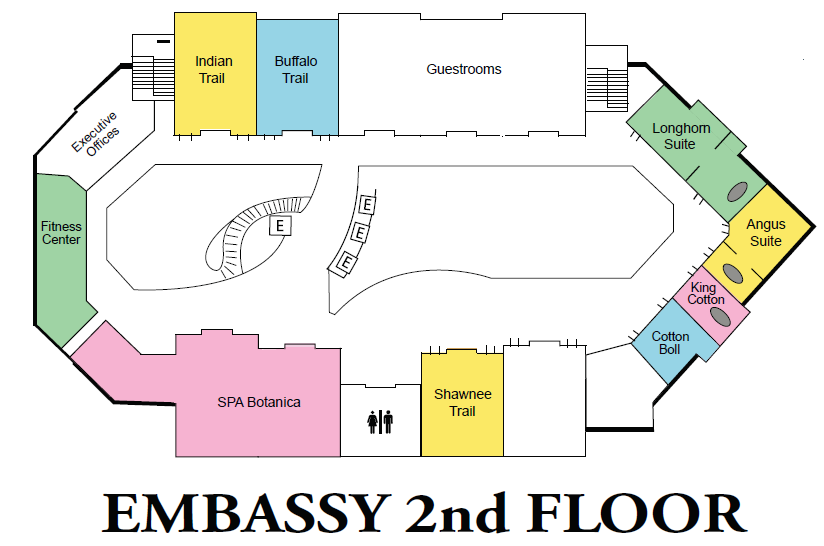 Indian
Trail
Buffalo
Trail
Guestrooms
Executive
Offices
Longhorn
Suite
Fitness
Center
E
E
E
E
Angus
Suite
King
Cotton
Cotton
Boll
SPA Botanica
Shawnee
Trail
EMBASSY 2nd FLOOR